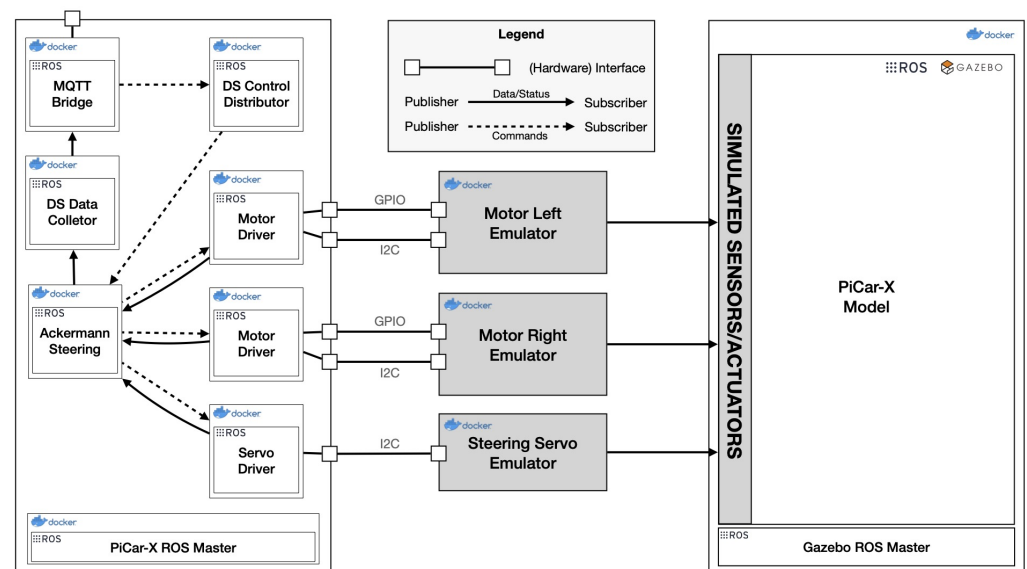 docker
ROS
MQTT
Bridge
docker
ROS
DS Control
Distributor
docker
ROS
DS Data
Colletor
docker
ROS
Motor
Driver
docker
ROS
Ackermann
Steering
docker
ROS
Motor
Driver
docker
ROS
Servo
Driver
docker
ROS
PiCar-X ROS Master
Legend
(Hardware) Interface
Publisher
Data/Status
Subscriber
Publisher
Commands
Subscriber
GPIO
I2C
docker
Motor Left
Emulator
GPIO
I2C
docker
Motor Right
Emulator
I2C
docker
Steering Servo
Emulator
docker
SIMULATED SENSORS/ACTUATORS
ROS
GAZEBO
PiCar-X
Model
ROS
Gazebo ROS Master